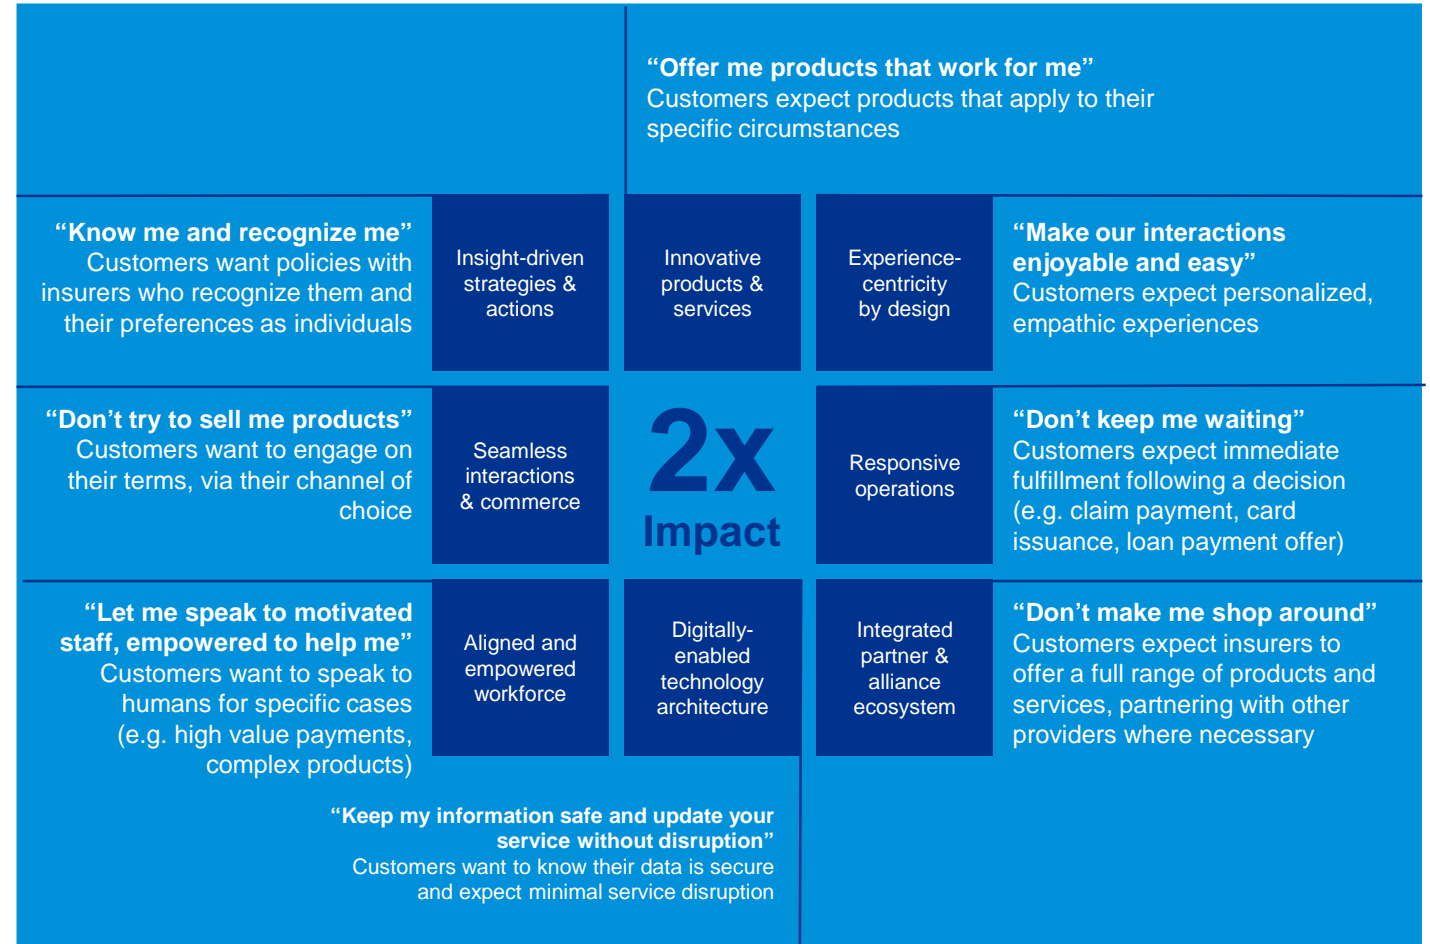 “Offer me products that work for me”
Customers expect products that apply to their
specific circumstances
“Know me and recognize me”
Customers want policies with
insurers who recognize them and
their preferences as individuals
Insight-driven
strategies &
actions
Innovative
products &
services
Experience-
centricity
by design
“Make our interactions
enjoyable and easy”
Customers expect personalized,
empathic experiences
“Don’t try to sell me products”
Customers want to engage on
their terms, via their channel of
choice
Seamless
interactions
& commerce
2x
Impact
Responsive
operations
“Don’t keep me waiting”
Customers expect immediate
fulfillment following a decision
(e.g. claim payment, card
issuance, loan payment offer)
“Let me speak to motivated
staff, empowered to help me”
Customers want to speak to
humans for specific cases
(e.g. high value payments,
complex products)
Aligned and
empowered
workforce
Digitally-
enabled
technology
architecture
Integrated
partner &
alliance
ecosystem
“Don’t make me shop around”
Customers expect insurers to
offer a full range of products and
services, partnering with other
providers where necessary
“Keep my information safe and update your
service without disruption”
Customers want to know their data is secure
and expect minimal service disruption